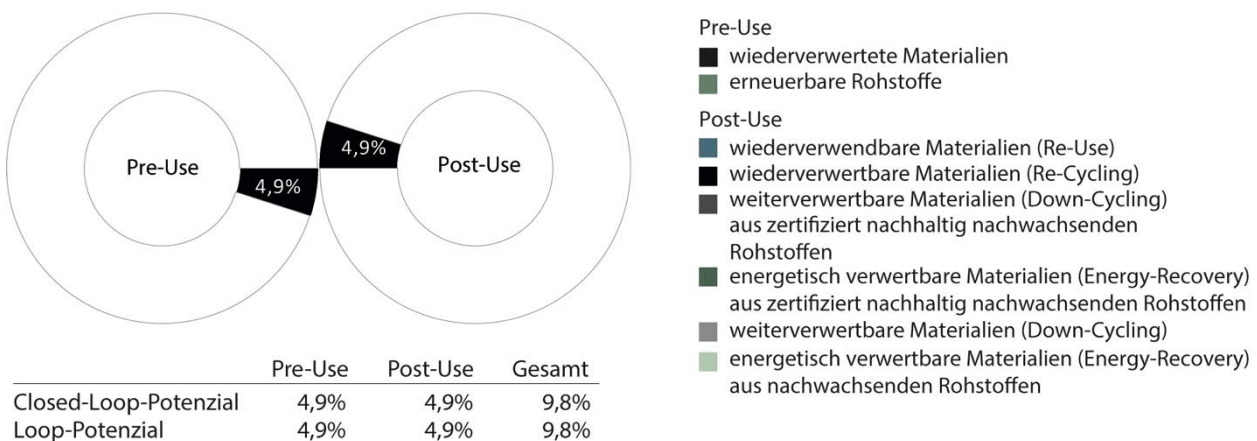 Pre-Use
4,9%
4,9%
Post-Use
Pre-Use Post-Use Gesamt
Closed-Loop-Potenzial 4,9% 4,9% 9,8%
Loop-Potenzial 4,9% 4,9% 9,8%
Pre-Use
wiederverwertete Materialien
erneuerbare Rohstoffe
Post-Use
wiederverwendbare Materialien (Re-Use)
wiederverwertbare Materialien (Re-Cycling)
weiterverwertbare Materialien (Down-Cycling)
aus zertifiziert nachhaltig nachwachsenden
Rohstoffen
energetisch verwertbare Materialien (Energy-Recovery)
aus zertifiziert nachhaltig nachwachsenden Rohstoffen
weiterverwertbare Materialien (Down-Cycling)
energetisch verwertbare Materialien (Energy-Recovery)
aus nachwachsenden Rohstoffen